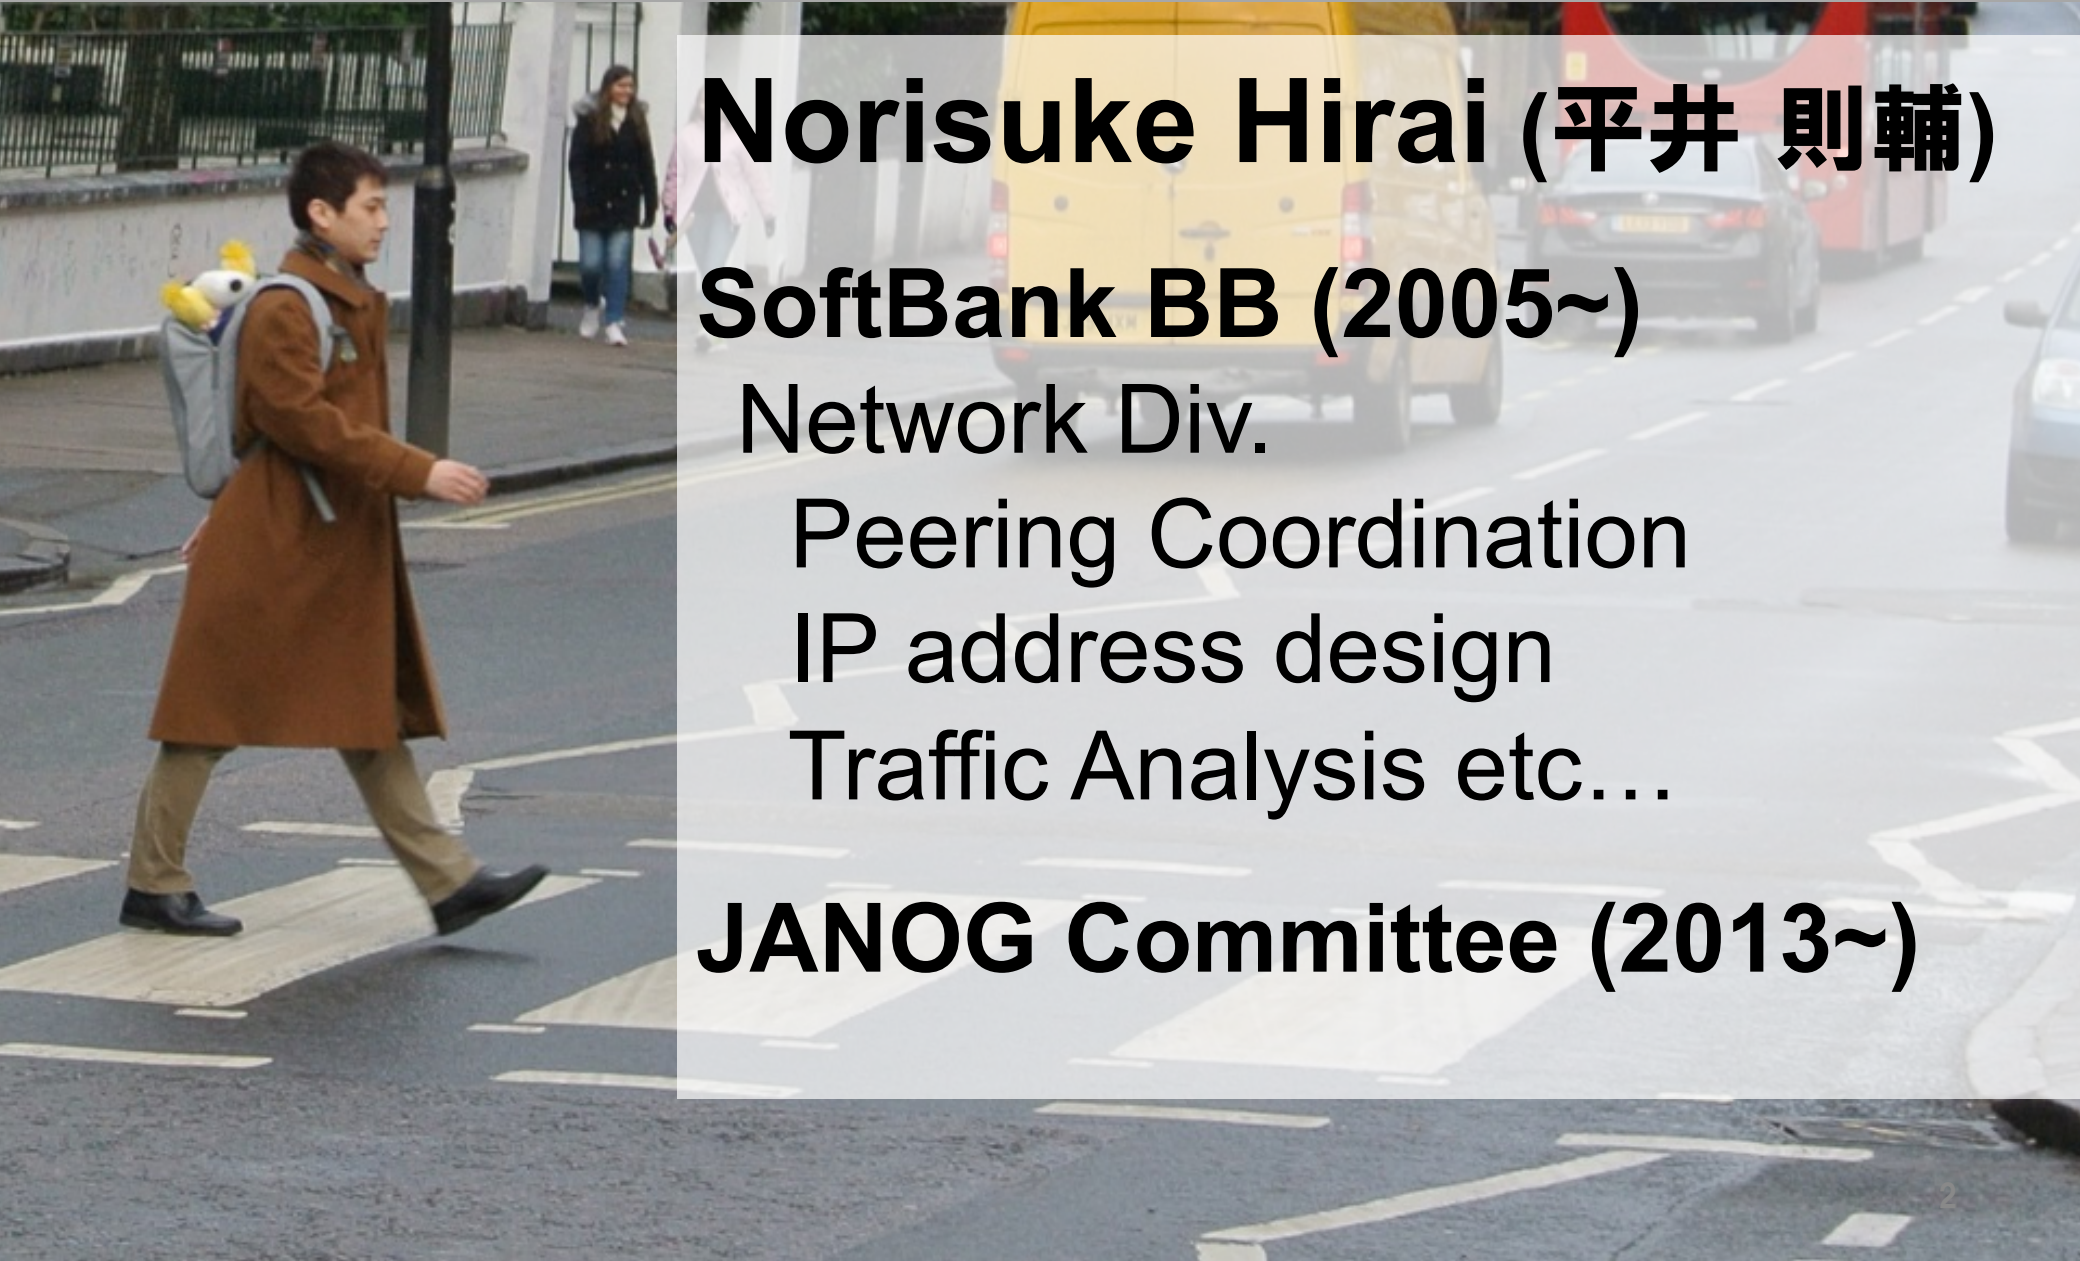 Norisuke Hirai (平井 則輔)
SoftBank BB (2005~)
Network Div.
Peering Coordination
IP address design
Traffic Analysis etc…
JANOG Committee (2013~)
2